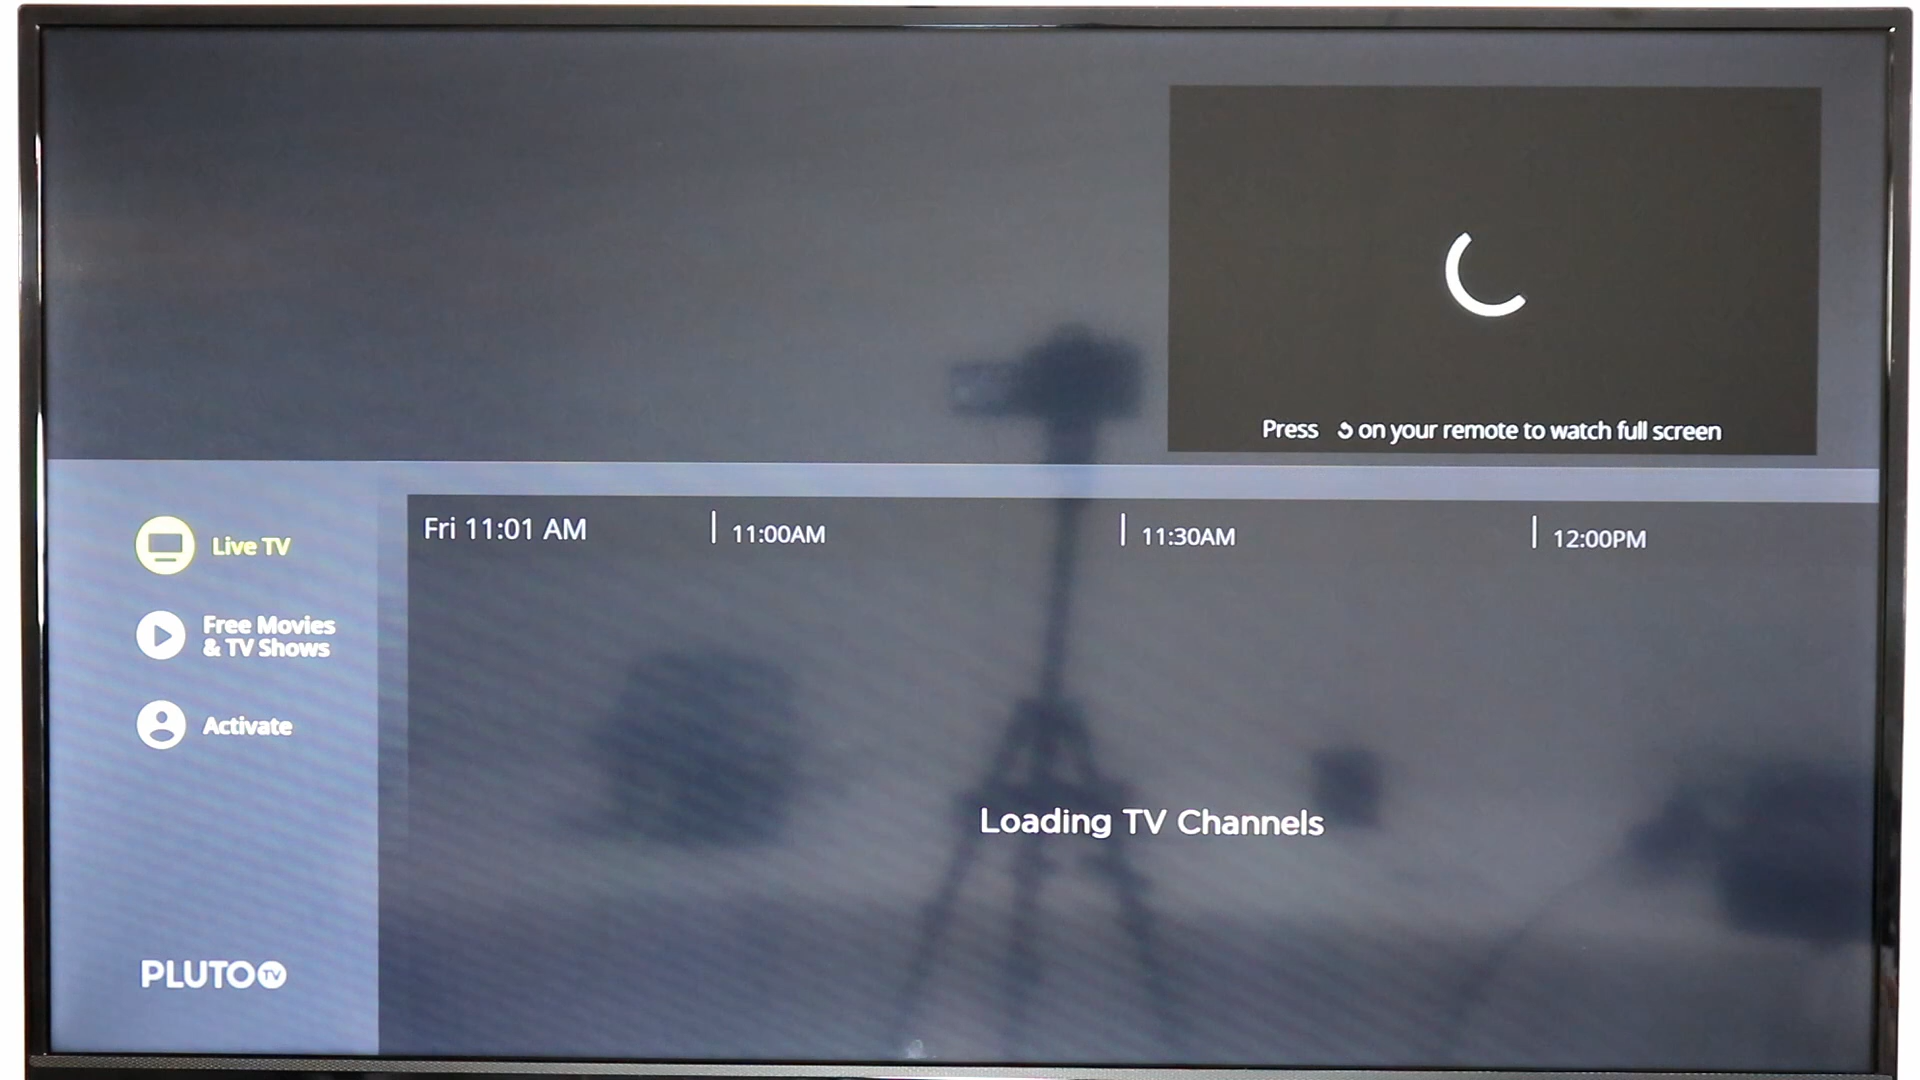 Press ↺ on your remote to watch full screen
Fri 11:01 AM
11:00AM
11:30AM
12:00PM
Live TV
Free Movies
& TV Shows
Activate
Loading TV Channels
PLUTO TV